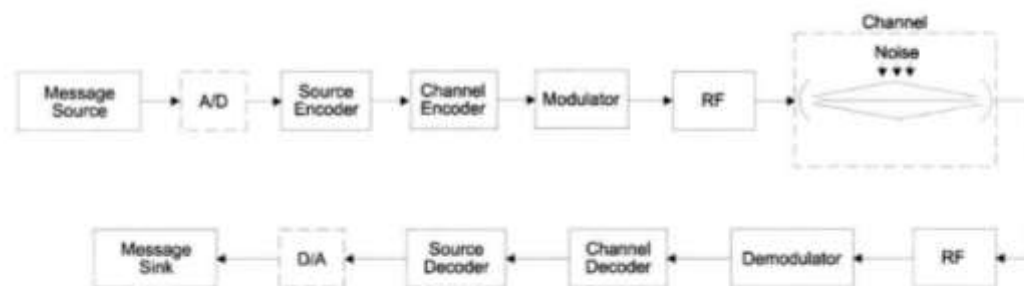 Channel
Noise
Message
Source
A/D
Source
Encoder
Channel
Encoder
Modulator
RF
Message
Sink
D/A
Source
Decoder
Channel
Decoder
Demodulator
RF